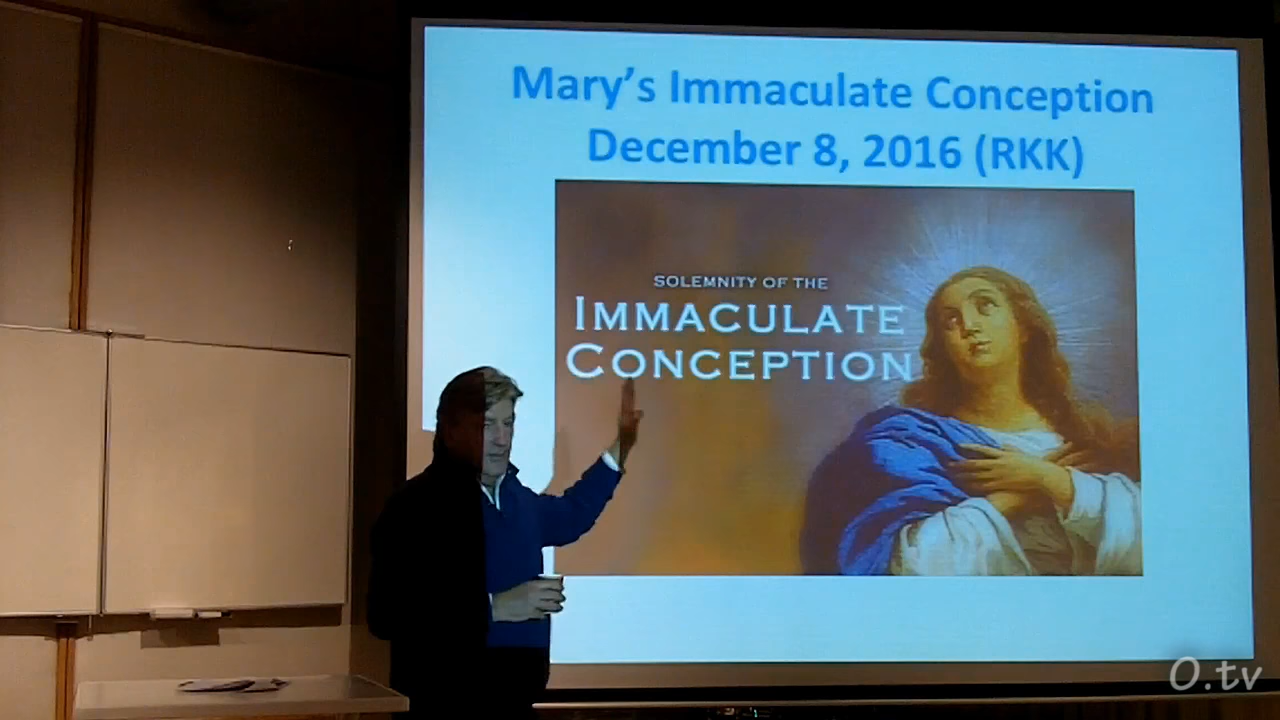 Mary's Immaculate Conception
December 8, 2016 (RKK)
SOLEMNITY OF THE
IMMACULATE
CONCEPTION
O.tv